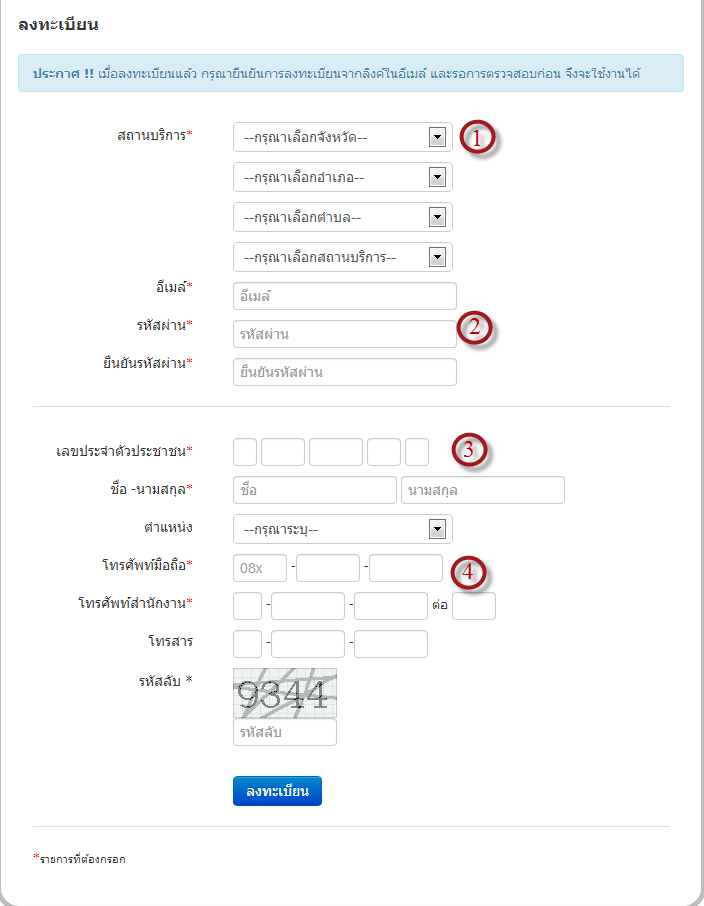 ลงทะเบียน
ประกาศ !! เมื่อลงทะเบียนแล้ว กรุณายืนยันการลงทะเบียนจากลิงค์ในอีเมล์ และรอการตรวจสอบก่อน จึงจะใช้งานได้
สถานบริการ* --กรุณาเลือกจังหวัด-- 1
--กรุณาเลือกอำเภอ--
--กรุณาเลือกตำบล--
--กรุณาเลือกสถานบริการ--
อีเมล์* อีเมล์
รหัสผ่าน* รหัสผ่าน 2
ยืนยันรหัสผ่าน* ยืนยันรหัสผ่าน
เลขประจำตัวประชาชน* 3
ชื่อ -นามสกุล* ชื่อ นามสกุล
ตำแหน่ง --กรุณาระบุ--
โทรศัพท์มือถือ* 08x - - 4
โทรศัพท์สำนักงาน* - - ต่อ
โทรสาร - -
รหัสลับ * 9344
รหัสลับ
ลงทะเบียน
*รายการที่ต้องกรอก